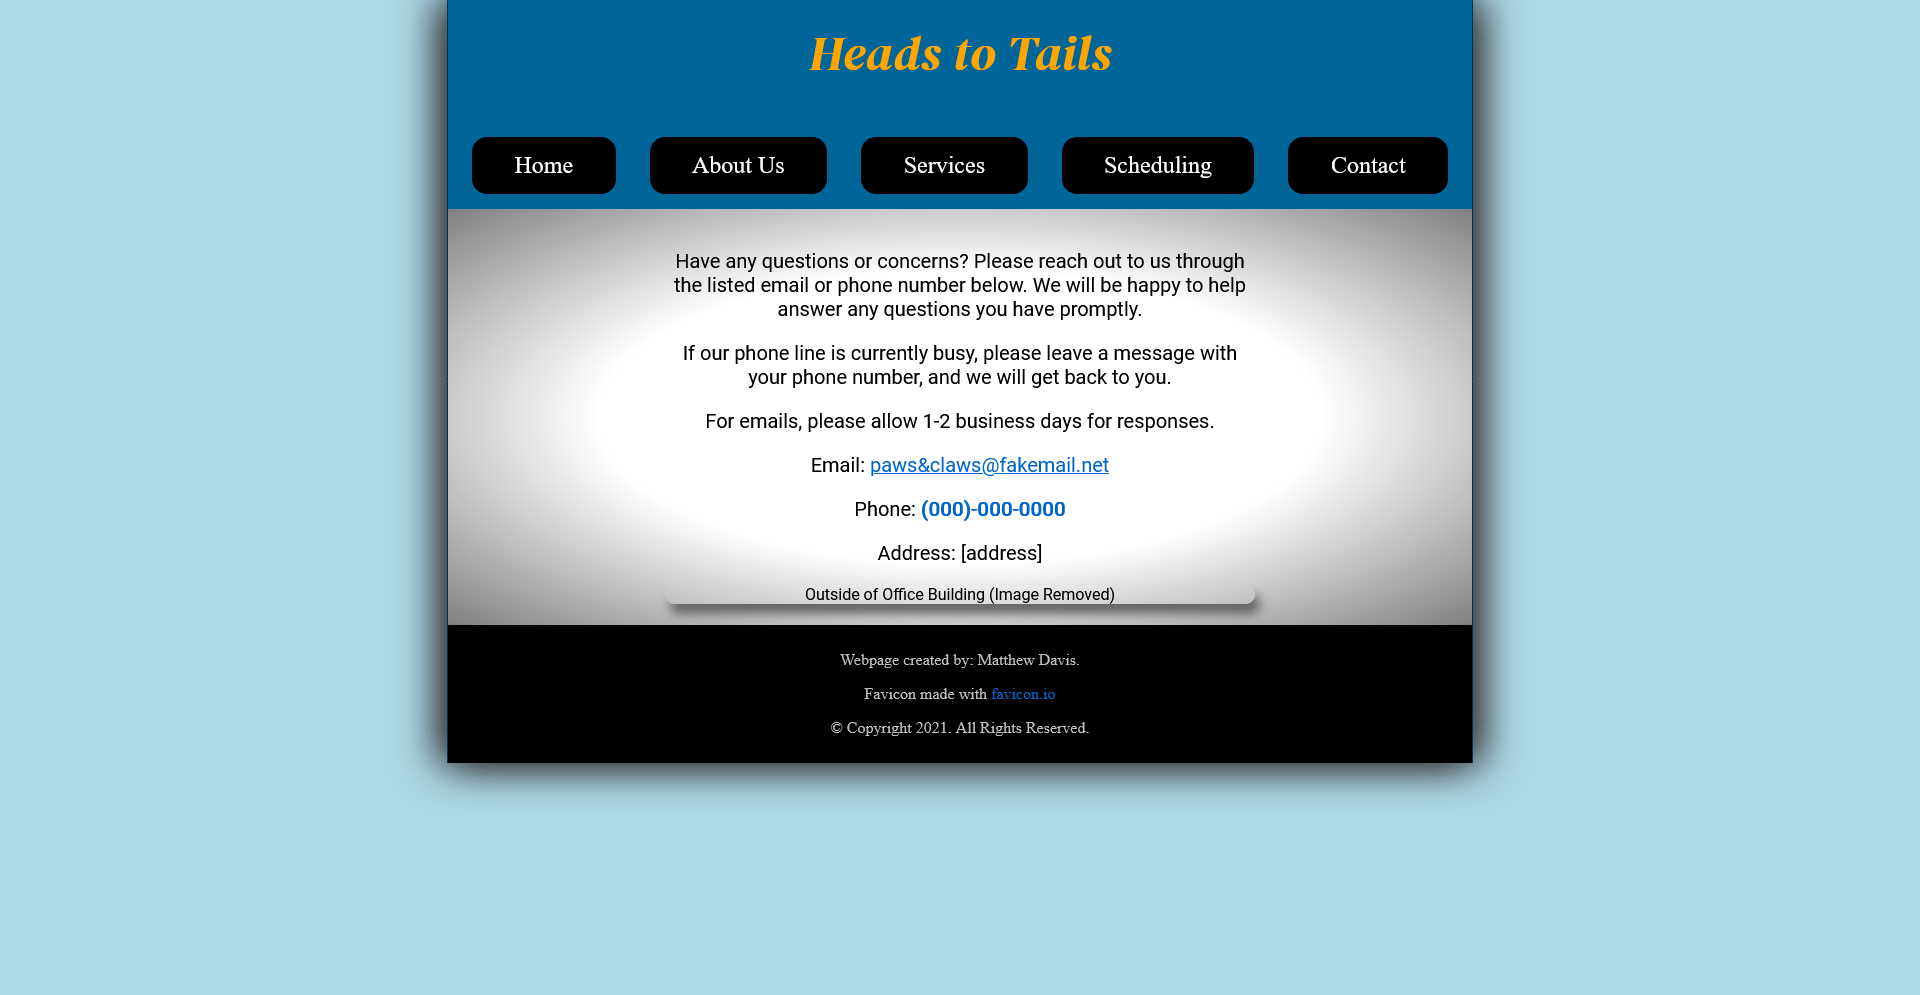 Heads to Tails
Home
About Us
Services
Scheduling
Contact
Have any questions or concerns? Please reach out to us through
the listed email or phone number below. We will be happy to help
answer any questions you have promptly.
If our phone line is currently busy, please leave a message with
your phone number, and we will get back to you.
For emails, please allow 1-2 business days for responses.
Email: paws&claws@fakemail.net
Phone: (000)-000-0000
Address: [address]
Outside of Office Building (Image Removed)
Webpage created by: Matthew Davis.
Favicon made with favicon.io
© Copyright 2021. All Rights Reserved.